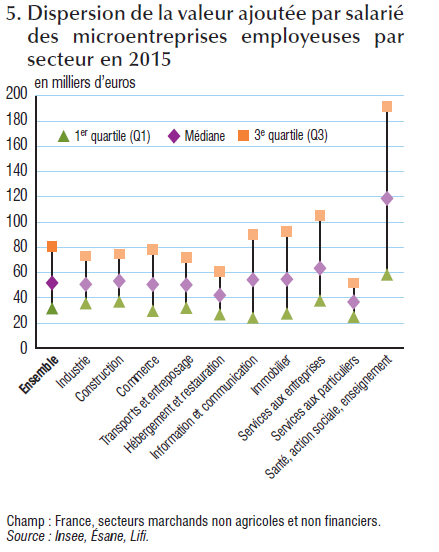 5. Dispersion de la valeur ajoutée par salarié
des microentreprises employeuses par
secteur en 2015
en milliers d'euros
200
180
160
140
120
100
80
60
40
20
0
1er quartile (Q1)
Médiane
3e quartile (Q3)
Ensemble
Industrie
Construction
Commerce
Transports et entreposage
Hébergement et restauration
Information et communication
Immobilier
Services aux entreprises
Services aux particuliers
Santé, action sociale, enseignement
Champ : France, secteurs marchands non agricoles et non financiers.
Source : Insee, Ésane, Lifi.